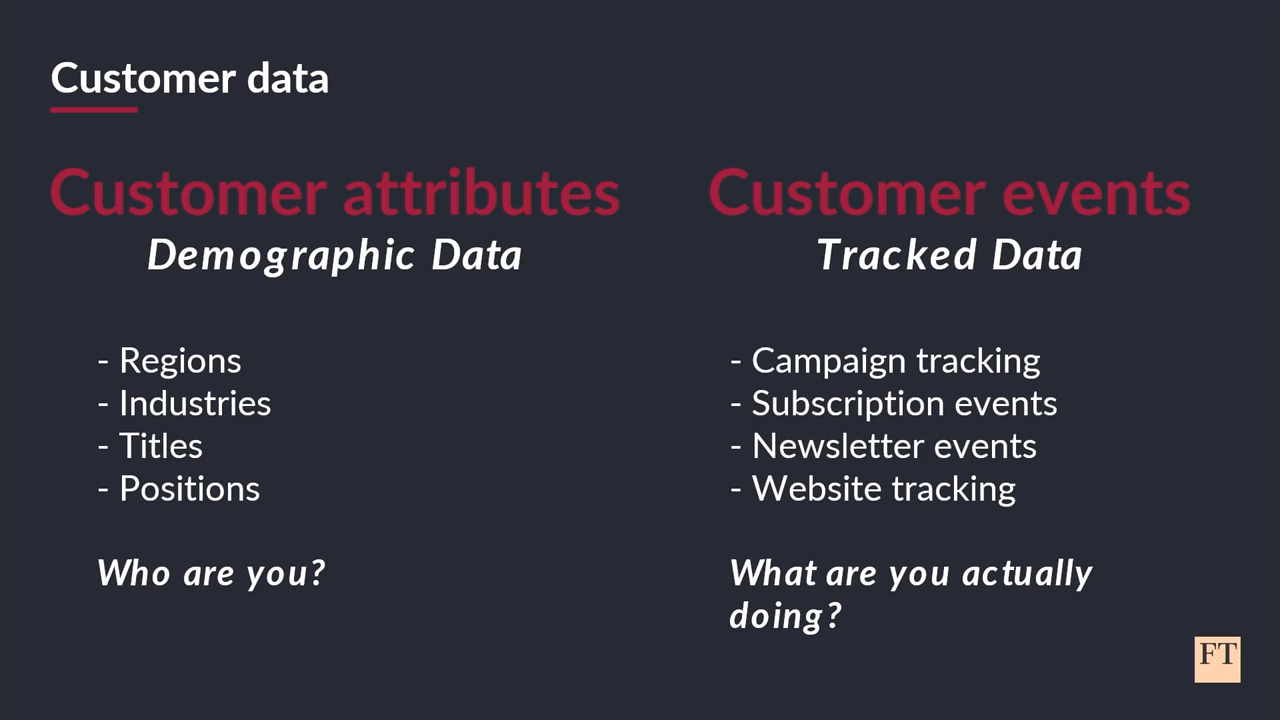 Customer data
Customer attributes
Demographic Data
- Regions
- Industries
- Titles
- Positions
Who are you?
Customer events
Tracked Data
- Campaign tracking
- Subscription events
- Newsletter events
- Website tracking
What are you actually
doing?
FT